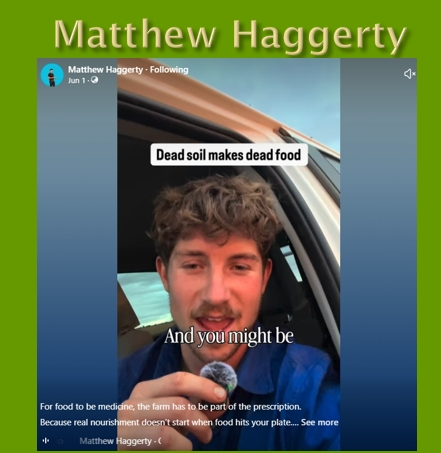 Matthew Haggerty
Matthew Haggerty · Following
Jun 1 ·
Dead soil makes dead food
And you might be
For food to be medicine, the farm has to be part of the prescription.
Because real nourishment doesn't start when food hits your plate.... See more
Matthew Haggerty · (